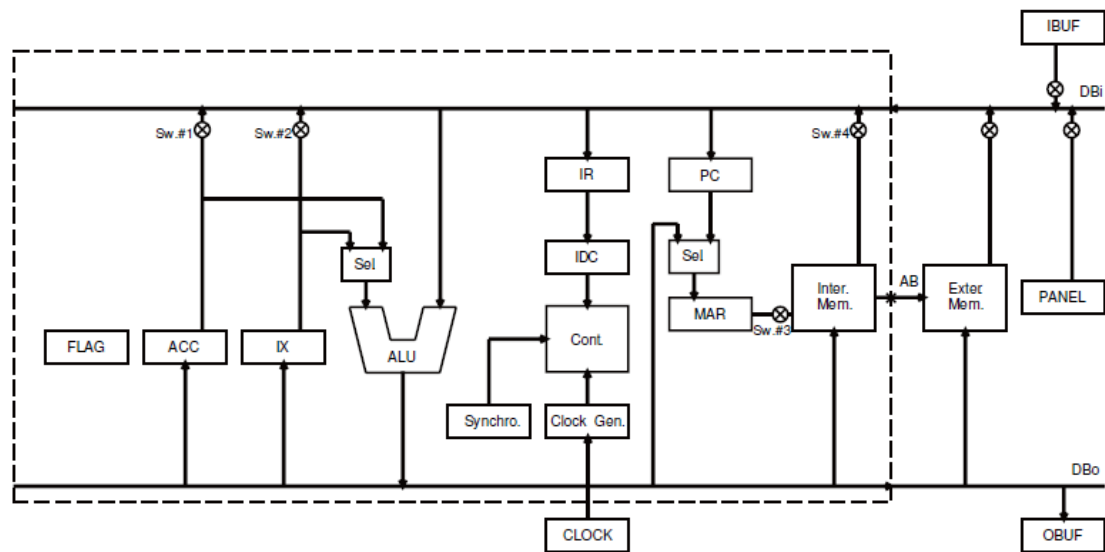 IBUF
DBi
Sw.#1
Sw.#2
Sw.#4
IR
PC
Sel.
IDC
Sel.
AB
Inter.
Mem.
Exter.
Mem.
PANEL
MAR
Sw.#3
FLAG
ACC
IX
ALU
Cont.
Synchro.
Clock Gen.
DBo
CLOCK
OBUF